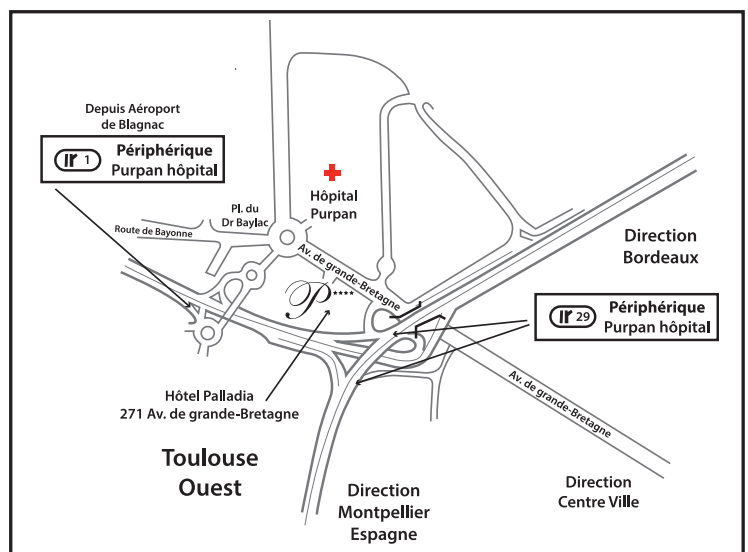 Depuis Aéroport
de Blagnac
1 Périphérique
Purpan hôpital
Hôpital
Purpan
Pl. du
Dr Baylac
Route de Bayonne
Av. de grande-Bretagne
Direction
Bordeaux
P****
29 Périphérique
Purpan hôpital
Hôtel Palladia
271 Av. de grande-Bretagne
Av. de grande-Bretagne
Toulouse
Ouest
Direction
Montpellier
Espagne
Direction
Centre Ville